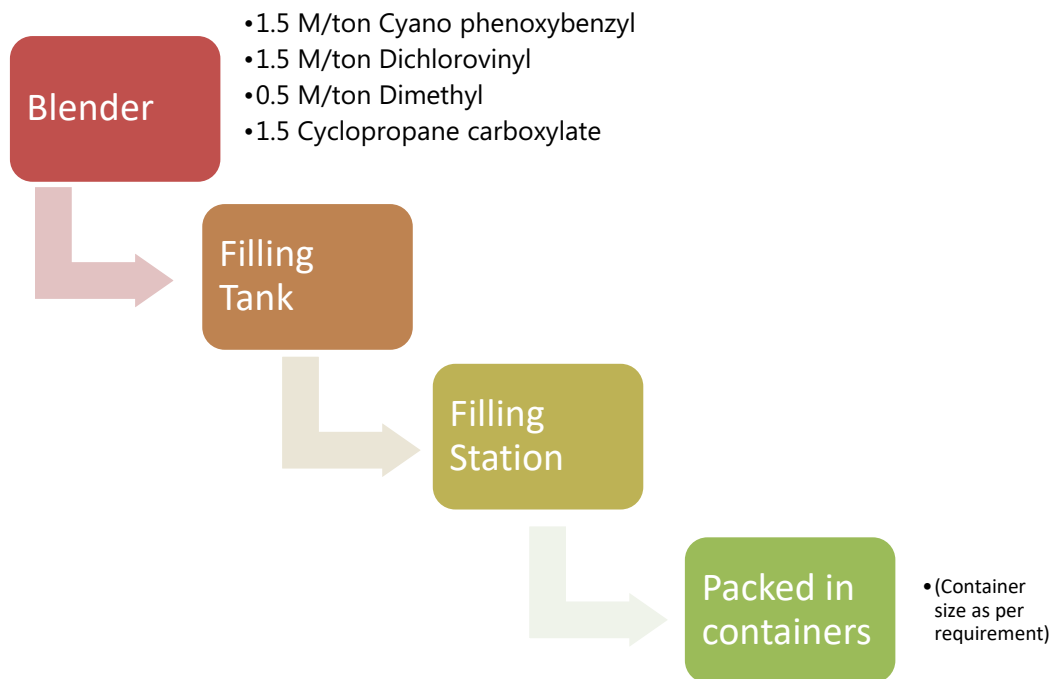 Blender
•1.5 M/ton Cyano phenoxybenzyl
•1.5 M/ton Dichlorovinyl
•0.5 M/ton Dimethyl
•1.5 Cyclopropane carboxylate
Filling
Tank
Filling
Station
Packed in
containers
•(Container
size as per
requirement)